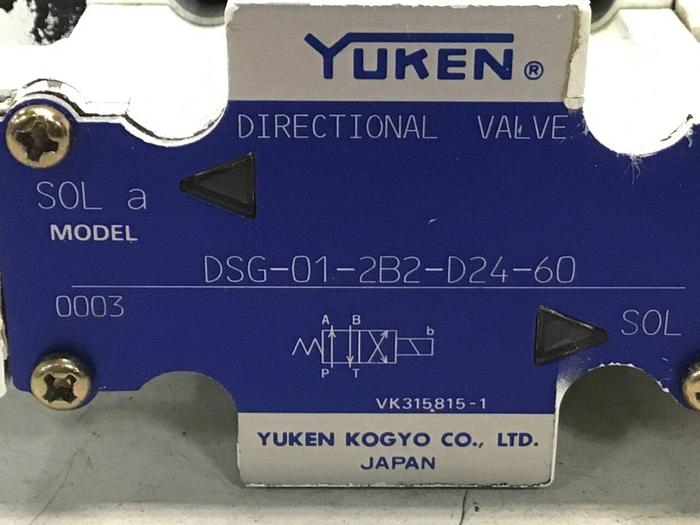 YUKEN®
DIRECTIONAL VALVE
SOL a
MODEL
DSG-01-2B2-D24-60
0003
SOL
A B
b
P T
VK315815-1
YUKEN KOGYO CO., LTD.
JAPAN